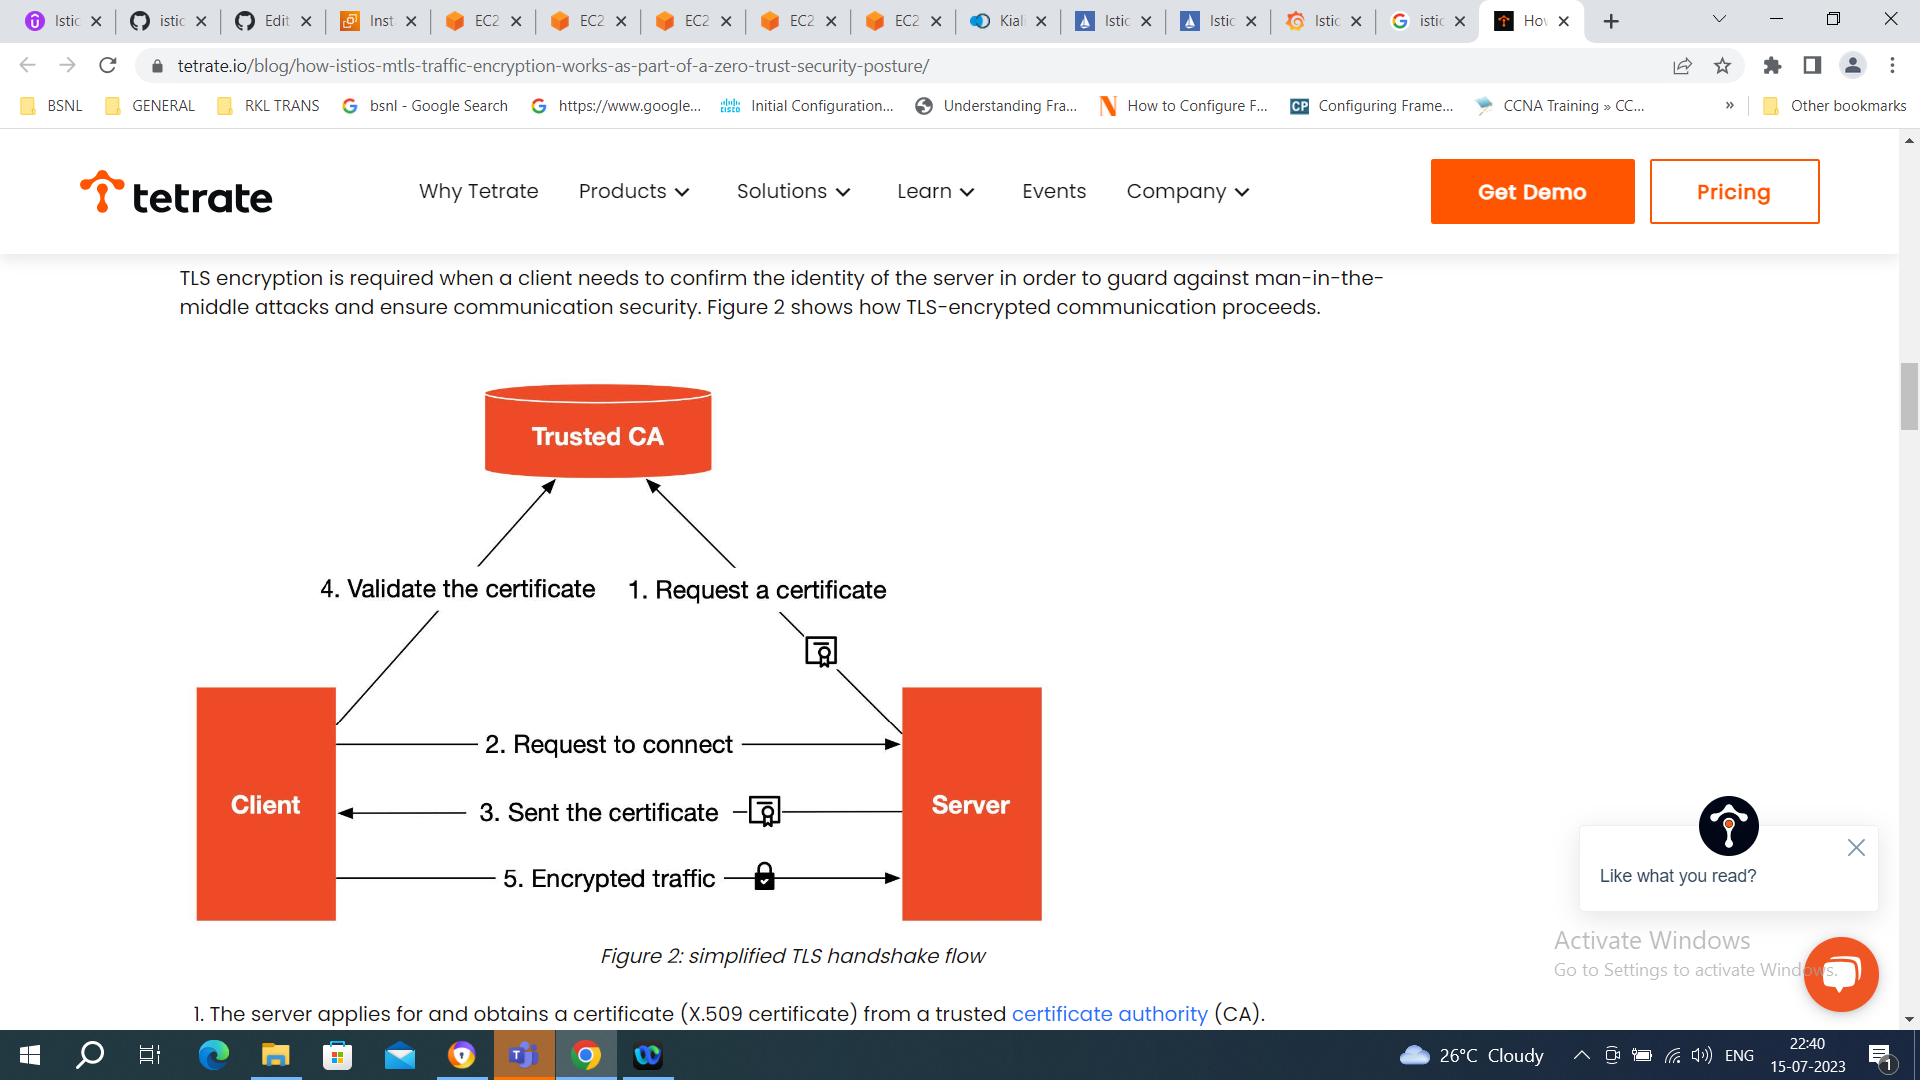 Istic
istic
Edit
Inst
EC2
EC2
EC2
EC2
EC2
Kiali
Istic
Istic
Istic
istic
How
tetrate.io/blog/how-istios-mtls-traffic-encryption-works-as-part-of-a-zero-trust-security-posture/
BSNL
GENERAL
RKL TRANS
bsnl - Google Search
https://www.google...
Initial Configuration...
Understanding Fra...
How to Configure F...
CP Configuring Frame...
CCNA Training » CC...
»
Other bookmarks
tetrate
Why Tetrate
Products
Solutions
Learn
Events
Company
Get Demo
Pricing
TLS encryption is required when a client needs to confirm the identity of the server in order to guard against man-in-the-
middle attacks and ensure communication security. Figure 2 shows how TLS-encrypted communication proceeds.
Trusted CA
4. Validate the certificate
1. Request a certificate
2. Request to connect
Client
3. Sent the certificate
Server
5. Encrypted traffic
Figure 2: simplified TLS handshake flow
1. The server applies for and obtains a certificate (X.509 certificate) from a trusted certificate authority (CA).
Like what you read?
Activate Windows
Go to Settings to activate Windows.
26°C Cloudy
ENG
22:40
15-07-2023
1